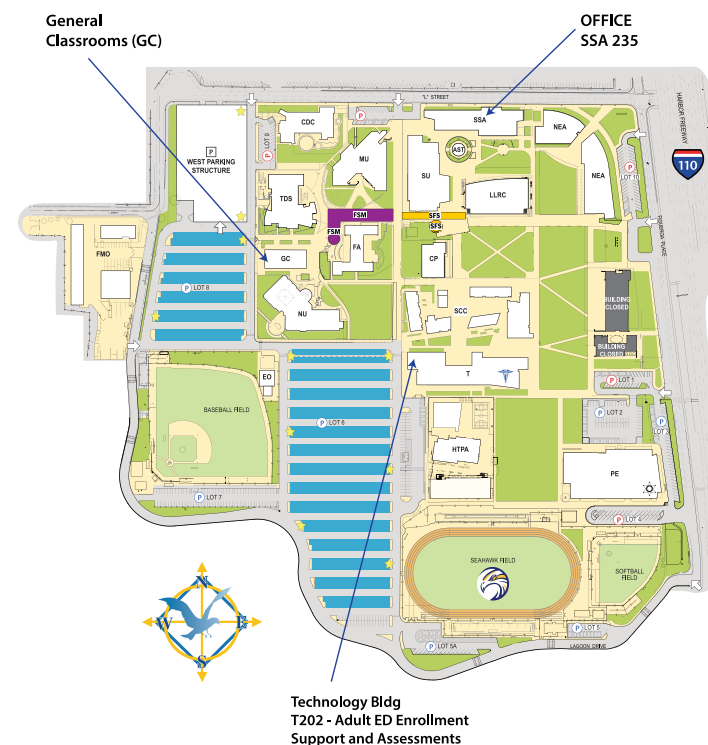 General
Classrooms (GC)
OFFICE
SSA 235
"L" STREET
HARBOR FREEWAY
110
FIGUEROA PLACE
P
WEST PARKING
STRUCTURE
LOT 9
P
CDC
P
MU
SSA
AST
NEA
NEA
P
LOT 10
TDS
SU
LLRC
FSM
FSM
SFS
SFS
FMO
GC
FA
CP
P LOT 8
NU
SCC
BUILDING
CLOSED
BUILDING
CLOSED
T
EO
P LOT 1
BASEBALL FIELD
P LOT 6
P LOT 2
P
LOT 3
HTPA
PE
P LOT 7
P LOT 4
SEAHAWK FIELD
SOFTBALL
FIELD
P LOT 5
P LOT 5A
LAGOON DRIVE
N
W
E
S
Technology Bldg
T202 - Adult ED Enrollment
Support and Assessments